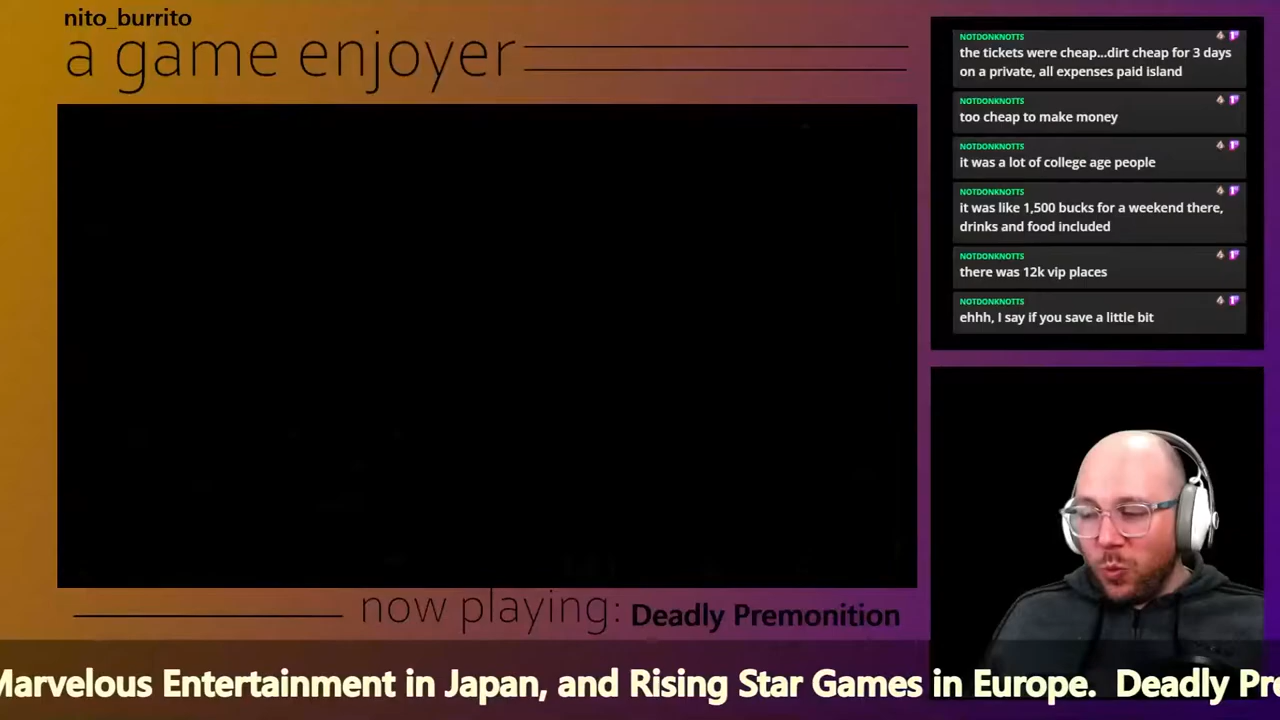 nito_burrito
a game enjoyer
NOTDONKNOTTS
the tickets were cheap...dirt cheap for 3 days
on a private, all expenses paid island
NOTDONKNOTTS
too cheap to make money
NOTDONKNOTTS
it was a lot of college age people
NOTDONKNOTTS
it was like 1,500 bucks for a weekend there,
drinks and food included
NOTDONKNOTTS
there was 12k vip places
NOTDONKNOTTS
ehhh, I say if you save a little bit
now playing: Deadly Premonition
Marvelous Entertainment in Japan, and Rising Star Games in Europe. Deadly Pre